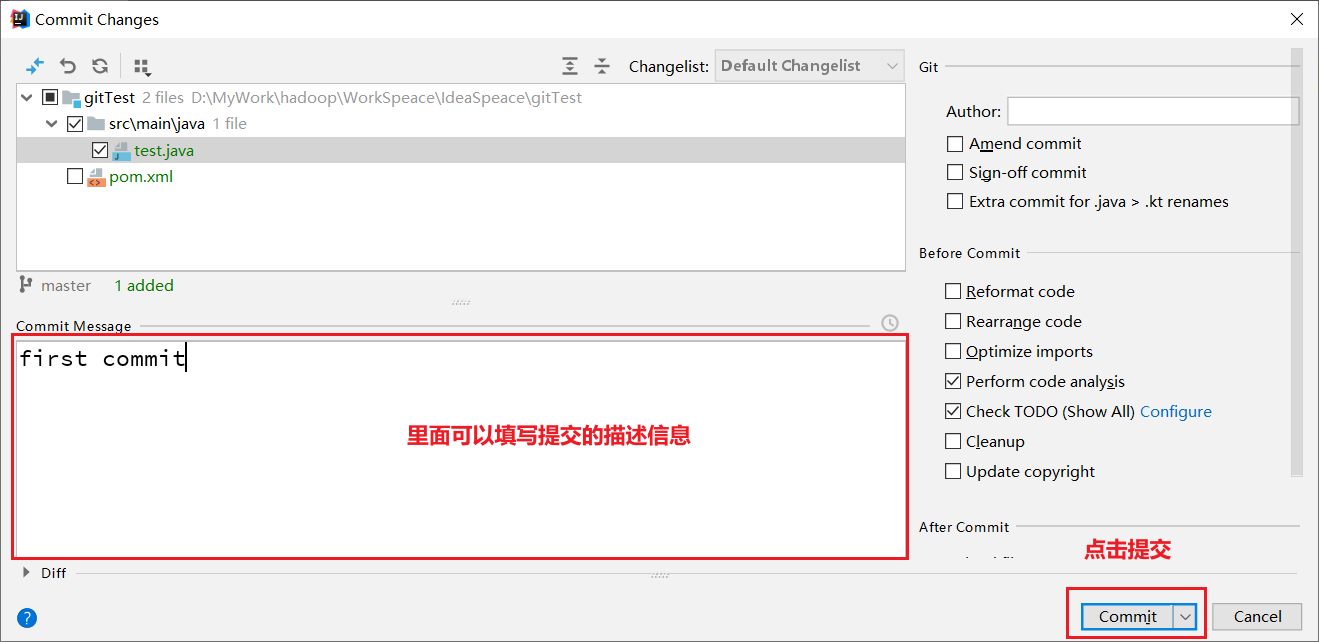 Commit Changes
Changelist: Default Changelist
gitTest 2 files D:\MyWork\hadoop\WorkSpeace\IdeaSpeace\gitTest
src\main\java 1 file
test.java
pom.xml
master 1 added
Commit Message
first commit
里面可以填写提交的描述信息
Diff
Git
Author:
Amend commit
Sign-off commit
Extra commit for .java > .kt renames
Before Commit
Reformat code
Rearrange code
Optimize imports
Perform code analysis
Check TODO (Show All) Configure
Cleanup
Update copyright
After Commit
点击提交
Commit
Cancel